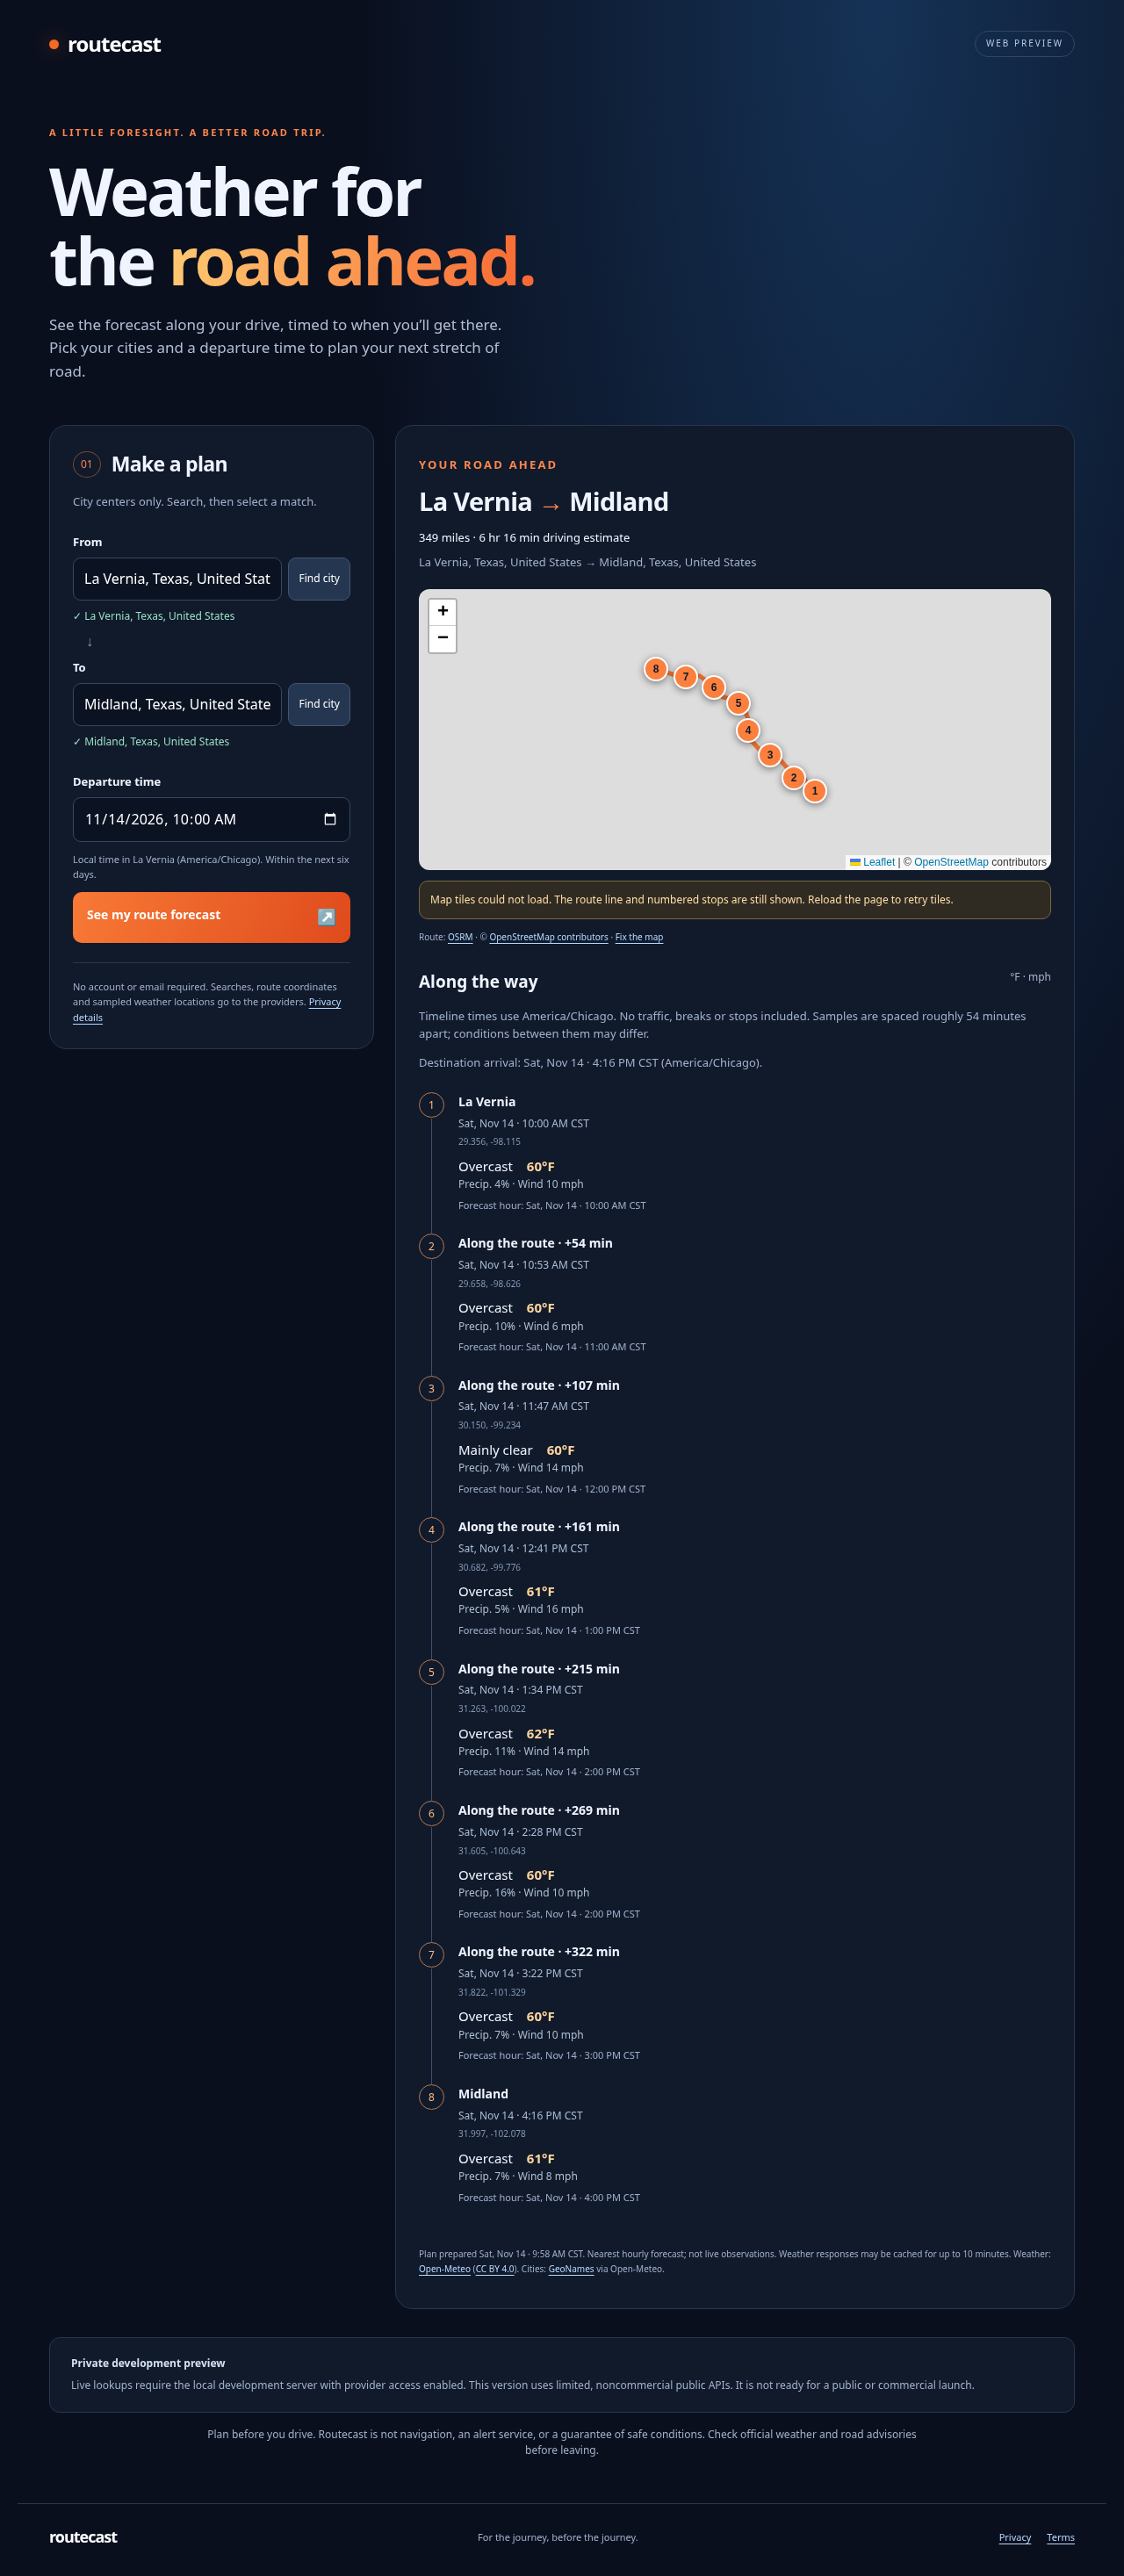 routecast
WEB PREVIEW
A LITTLE FORESIGHT. A BETTER ROAD TRIP.
Weather for
the road ahead.
See the forecast along your drive, timed to when you’ll get there.
Pick your cities and a departure time to plan your next stretch of
road.
01 Make a plan
City centers only. Search, then select a match.
From
La Vernia, Texas, United Stat
Find city
✓ La Vernia, Texas, United States
↓
To
Midland, Texas, United State
Find city
✓ Midland, Texas, United States
Departure time
11/14/2026, 10:00 AM
Local time in La Vernia (America/Chicago). Within the next six
days.
See my route forecast ↗
No account or email required. Searches, route coordinates
and sampled weather locations go to the providers. Privacy
details
YOUR ROAD AHEAD
La Vernia → Midland
349 miles · 6 hr 16 min driving estimate
La Vernia, Texas, United States → Midland, Texas, United States
+
−
8
7
6
5
4
3
2
1
Leaflet | © OpenStreetMap contributors
Map tiles could not load. The route line and numbered stops are still shown. Reload the page to retry tiles.
Route: OSRM · © OpenStreetMap contributors · Fix the map
Along the way
°F · mph
Timeline times use America/Chicago. No traffic, breaks or stops included. Samples are spaced roughly 54 minutes
apart; conditions between them may differ.
Destination arrival: Sat, Nov 14 · 4:16 PM CST (America/Chicago).
1
La Vernia
Sat, Nov 14 · 10:00 AM CST
29.356, -98.115
Overcast 60°F
Precip. 4% · Wind 10 mph
Forecast hour: Sat, Nov 14 · 10:00 AM CST
2
Along the route · +54 min
Sat, Nov 14 · 10:53 AM CST
29.658, -98.626
Overcast 60°F
Precip. 10% · Wind 6 mph
Forecast hour: Sat, Nov 14 · 11:00 AM CST
3
Along the route · +107 min
Sat, Nov 14 · 11:47 AM CST
30.150, -99.234
Mainly clear 60°F
Precip. 7% · Wind 14 mph
Forecast hour: Sat, Nov 14 · 12:00 PM CST
4
Along the route · +161 min
Sat, Nov 14 · 12:41 PM CST
30.682, -99.776
Overcast 61°F
Precip. 5% · Wind 16 mph
Forecast hour: Sat, Nov 14 · 1:00 PM CST
5
Along the route · +215 min
Sat, Nov 14 · 1:34 PM CST
31.263, -100.022
Overcast 62°F
Precip. 11% · Wind 14 mph
Forecast hour: Sat, Nov 14 · 2:00 PM CST
6
Along the route · +269 min
Sat, Nov 14 · 2:28 PM CST
31.605, -100.643
Overcast 60°F
Precip. 16% · Wind 10 mph
Forecast hour: Sat, Nov 14 · 2:00 PM CST
7
Along the route · +322 min
Sat, Nov 14 · 3:22 PM CST
31.822, -101.329
Overcast 60°F
Precip. 7% · Wind 10 mph
Forecast hour: Sat, Nov 14 · 3:00 PM CST
8
Midland
Sat, Nov 14 · 4:16 PM CST
31.997, -102.078
Overcast 61°F
Precip. 7% · Wind 8 mph
Forecast hour: Sat, Nov 14 · 4:00 PM CST
Plan prepared Sat, Nov 14 · 9:58 AM CST. Nearest hourly forecast; not live observations. Weather responses may be cached for up to 10 minutes. Weather:
Open-Meteo (CC BY 4.0). Cities: GeoNames via Open-Meteo.
Private development preview
Live lookups require the local development server with provider access enabled. This version uses limited, noncommercial public APIs. It is not ready for a public or commercial launch.
Plan before you drive. Routecast is not navigation, an alert service, or a guarantee of safe conditions. Check official weather and road advisories
before leaving.
routecast
For the journey, before the journey.
Privacy Terms